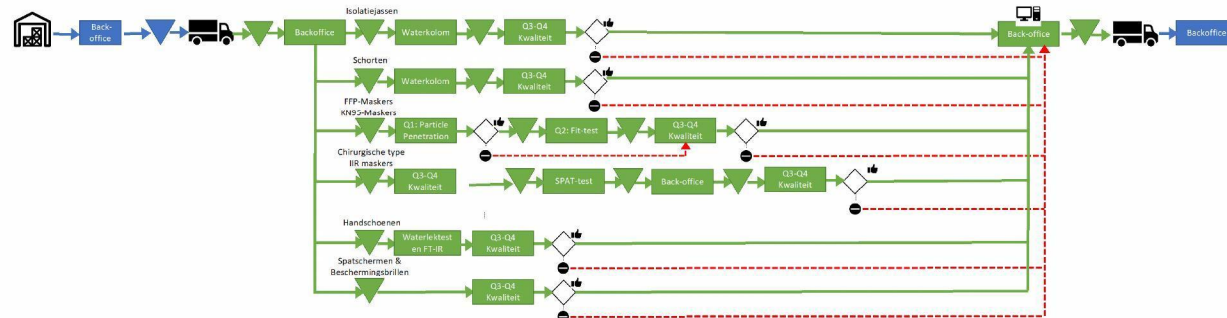 Isolatiejassen
Back-
office
Backoffice
Waterkolom
Q3-Q4
Kwaliteit
Back-office
Backoffice
Schorten
Waterkolom
Q3-Q4
Kwaliteit
FFP-Maskers
KN95-Maskers
Q1: Particle
Penetration
Q2: Fit-test
Q3-Q4
Kwaliteit
Chirurgische type
IIR maskers
Q3-Q4
Kwaliteit
SPAT-test
Back-office
Q3-Q4
Kwaliteit
Handschoenen
Waterlektest
en FT-IR
Q3-Q4
Kwaliteit
Spatschermen &
Beschermingsbrillen
Q3-Q4
Kwaliteit